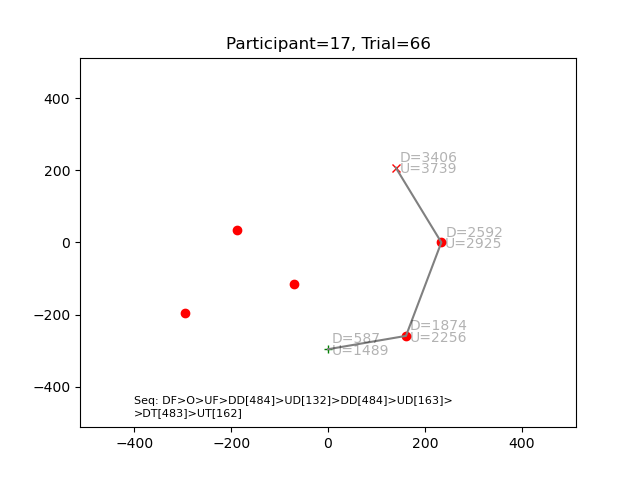 Participant=17, Trial=66
400
200
0
−200
−400
D=3406
U=3739
D=2592
U=2925
D=1874
U=2256
D=587
U=1489
Seq: DF>O>UF>DD[484]>UD[132]>DD[484]>UD[163]>
>DT[483]>UT[162]
−400 −200 0 200 400